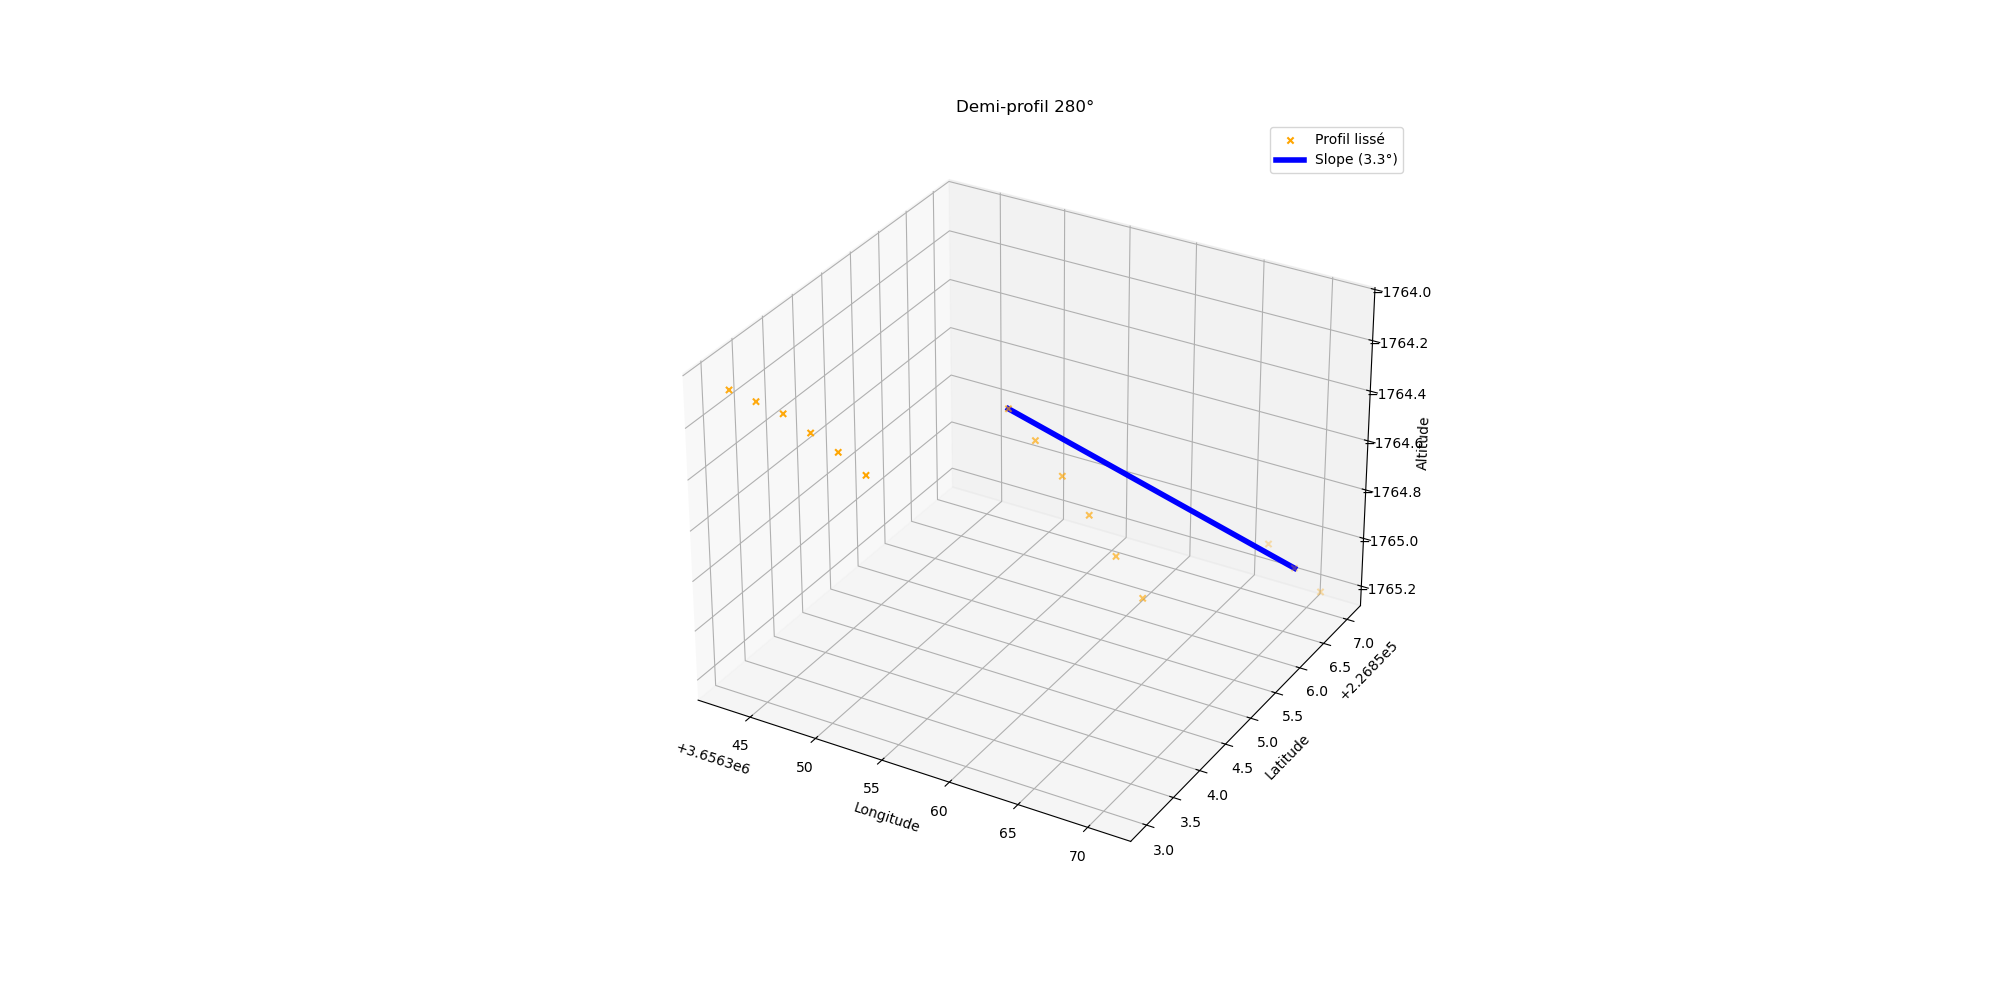 Demi-profil 280°
Profil lissé
Slope (3.3°)
−1764.0
−1764.2
−1764.4
−1764.6
−1764.8
−1765.0
−1765.2
Altitude
7.0
6.5
6.0
5.5
5.0
4.5
4.0
3.5
3.0
+2.2685e5
Latitude
45
50
55
60
65
70
+3.6563e6
Longitude